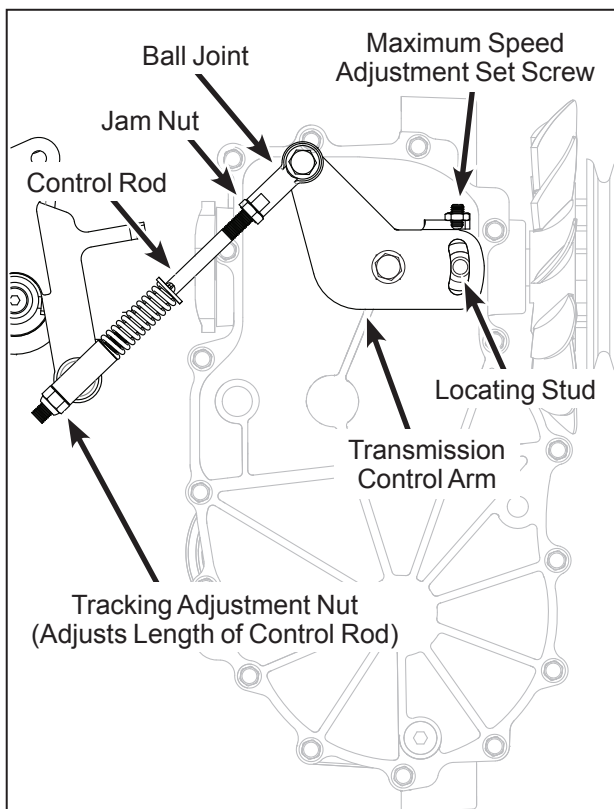 Ball Joint
Maximum Speed
Adjustment Set Screw
Jam Nut
Control Rod
Locating Stud
Transmission
Control Arm
Tracking Adjustment Nut
(Adjusts Length of Control Rod)